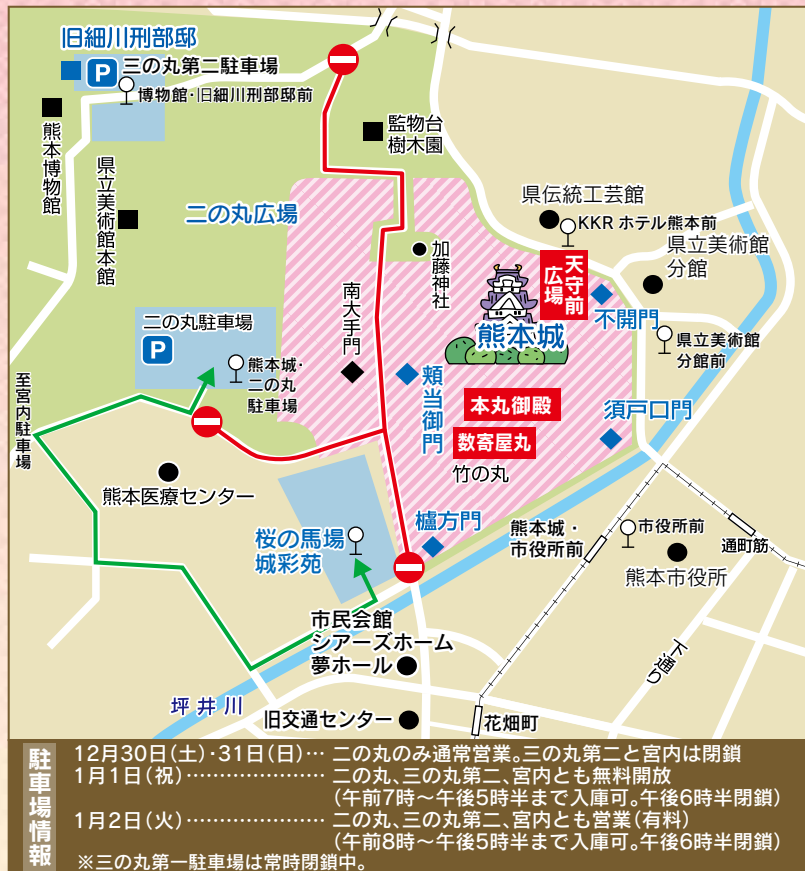 旧細川刑部邸
P
三の丸第二駐車場
博物館・旧細川刑部邸前
熊本博物館
県立美術館本館
監物台
樹木園
二の丸広場
県伝統工芸館
KKR ホテル熊本前
県立美術館
分館
加藤神社
天守前
広場
熊本城
不開門
県立美術館
分館前
南大手門
二の丸駐車場
P
熊本城・
二の丸
駐車場
頬当御門
本丸御殿
数寄屋丸
竹の丸
須戸口門
至宮内駐車場
熊本医療センター
桜の馬場
城彩苑
櫨方門
熊本城・
市役所前
市役所前
通町筋
熊本市役所
市民会館
シアーズホーム
夢ホール
下通り
坪井川
旧交通センター
花畑町
駐車場情報
12月30日(土)・31日(日)… 二の丸のみ通常営業。三の丸第二と宮内は閉鎖
1月1日(祝)…………………… 二の丸、三の丸第二、宮内とも無料開放
(午前7時～午後5時半まで入庫可。午後6時半閉鎖)
1月2日(火)…………………… 二の丸、三の丸第二、宮内とも営業(有料)
(午前8時～午後5時半まで入庫可。午後6時半閉鎖)
※三の丸第一駐車場は常時閉鎖中。